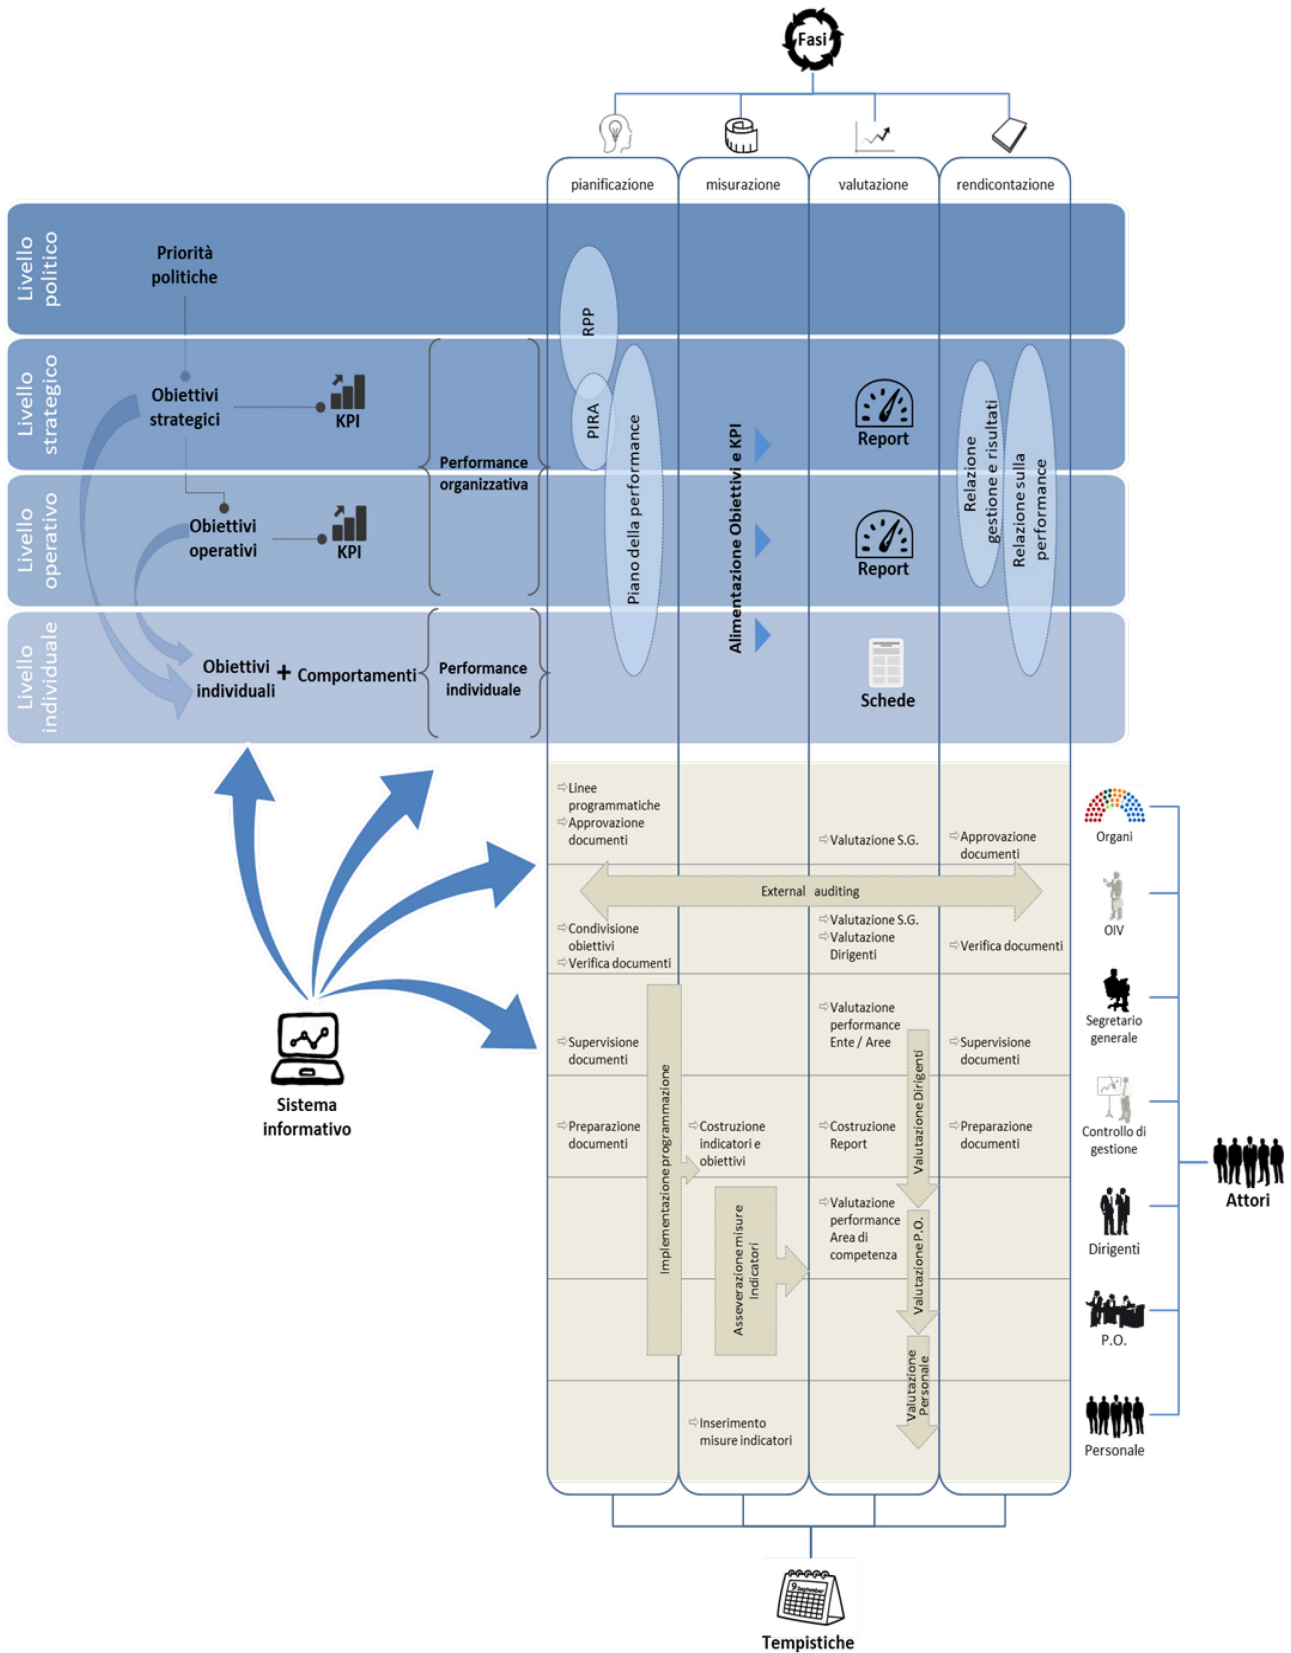 Fasi
pianificazione
misurazione
valutazione
rendicontazione
Livello
politico
Priorità
politiche
RPP
Livello
strategico
Obiettivi
strategici
KPI
PIRA
Report
Performance
organizzativa
Piano della performance
Alimentazione Obiettivi e KPI
Relazione
gestione e risultati
Relazione sulla
performance
Livello
operativo
Obiettivi
operativi
KPI
Report
Livello
individuale
Obiettivi
individuali
+
Comportamenti
Performance
individuale
Schede
Linee
programmatiche
Approvazione
documenti
Valutazione S.G.
Approvazione
documenti
Organi
External auditing
Condivisione
obiettivi
Verifica documenti
Valutazione S.G.
Valutazione
Dirigenti
Verifica documenti
OIV
Supervisione
documenti
Valutazione
performance
Ente / Aree
Supervisione
documenti
Segretario
generale
Sistema
informativo
Preparazione
documenti
Implementazione programmazione
Costruzione
indicatori e
obiettivi
Costruzione
Report
Valutazione Dirigenti
Preparazione
documenti
Controllo di
gestione
Attori
Asseverazione misure
Indicatori
Valutazione
performance
Area di
competenza
Valutazione P.O.
Dirigenti
P.O.
Valutazione
Personale
Inserimento
misure indicatori
Personale
9 September
Tempistiche